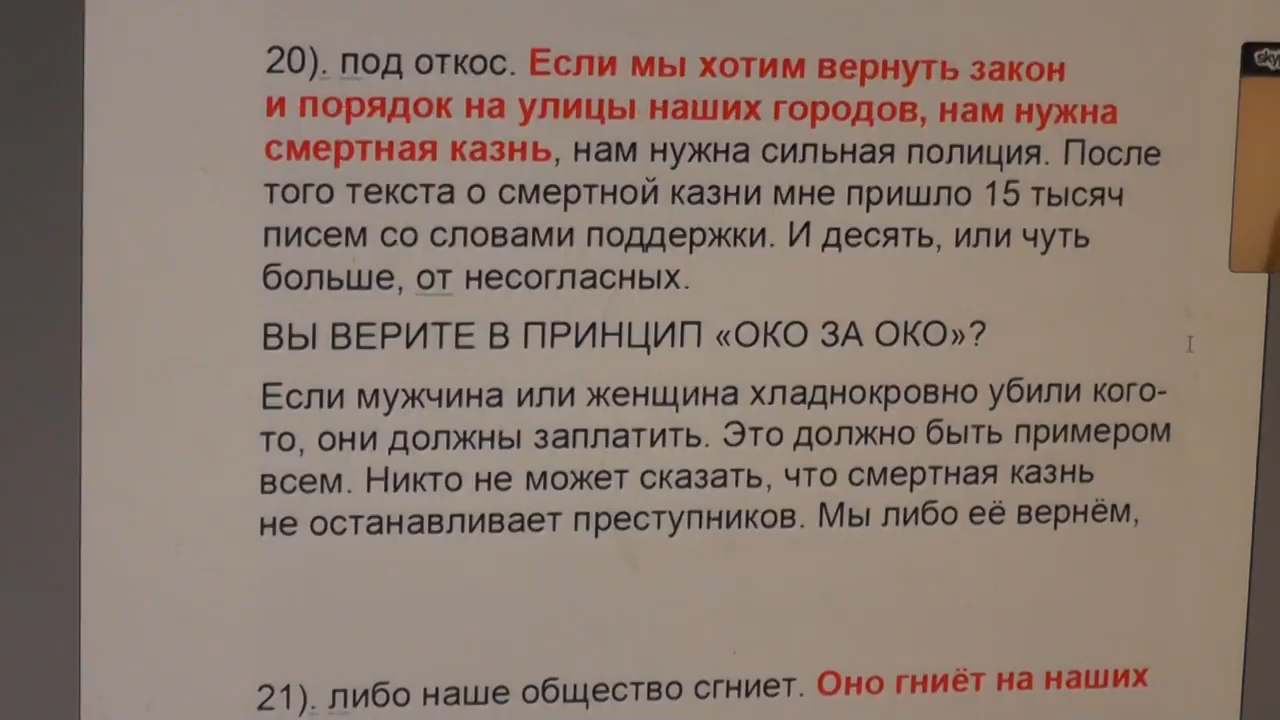 20). под откос. Если мы хотим вернуть закон
и порядок на улицы наших городов, нам нужна
смертная казнь, нам нужна сильная полиция. После
того текста о смертной казни мне пришло 15 тысяч
писем со словами поддержки. И десять, или чуть
больше, от несогласных.
ВЫ ВЕРИТЕ В ПРИНЦИП «ОКО ЗА ОКО»?
Если мужчина или женщина хладнокровно убили кого-
то, они должны заплатить. Это должно быть примером
всем. Никто не может сказать, что смертная казнь
не останавливает преступников. Мы либо её вернём,
21). либо наше общество сгниет. Оно гниёт на наших